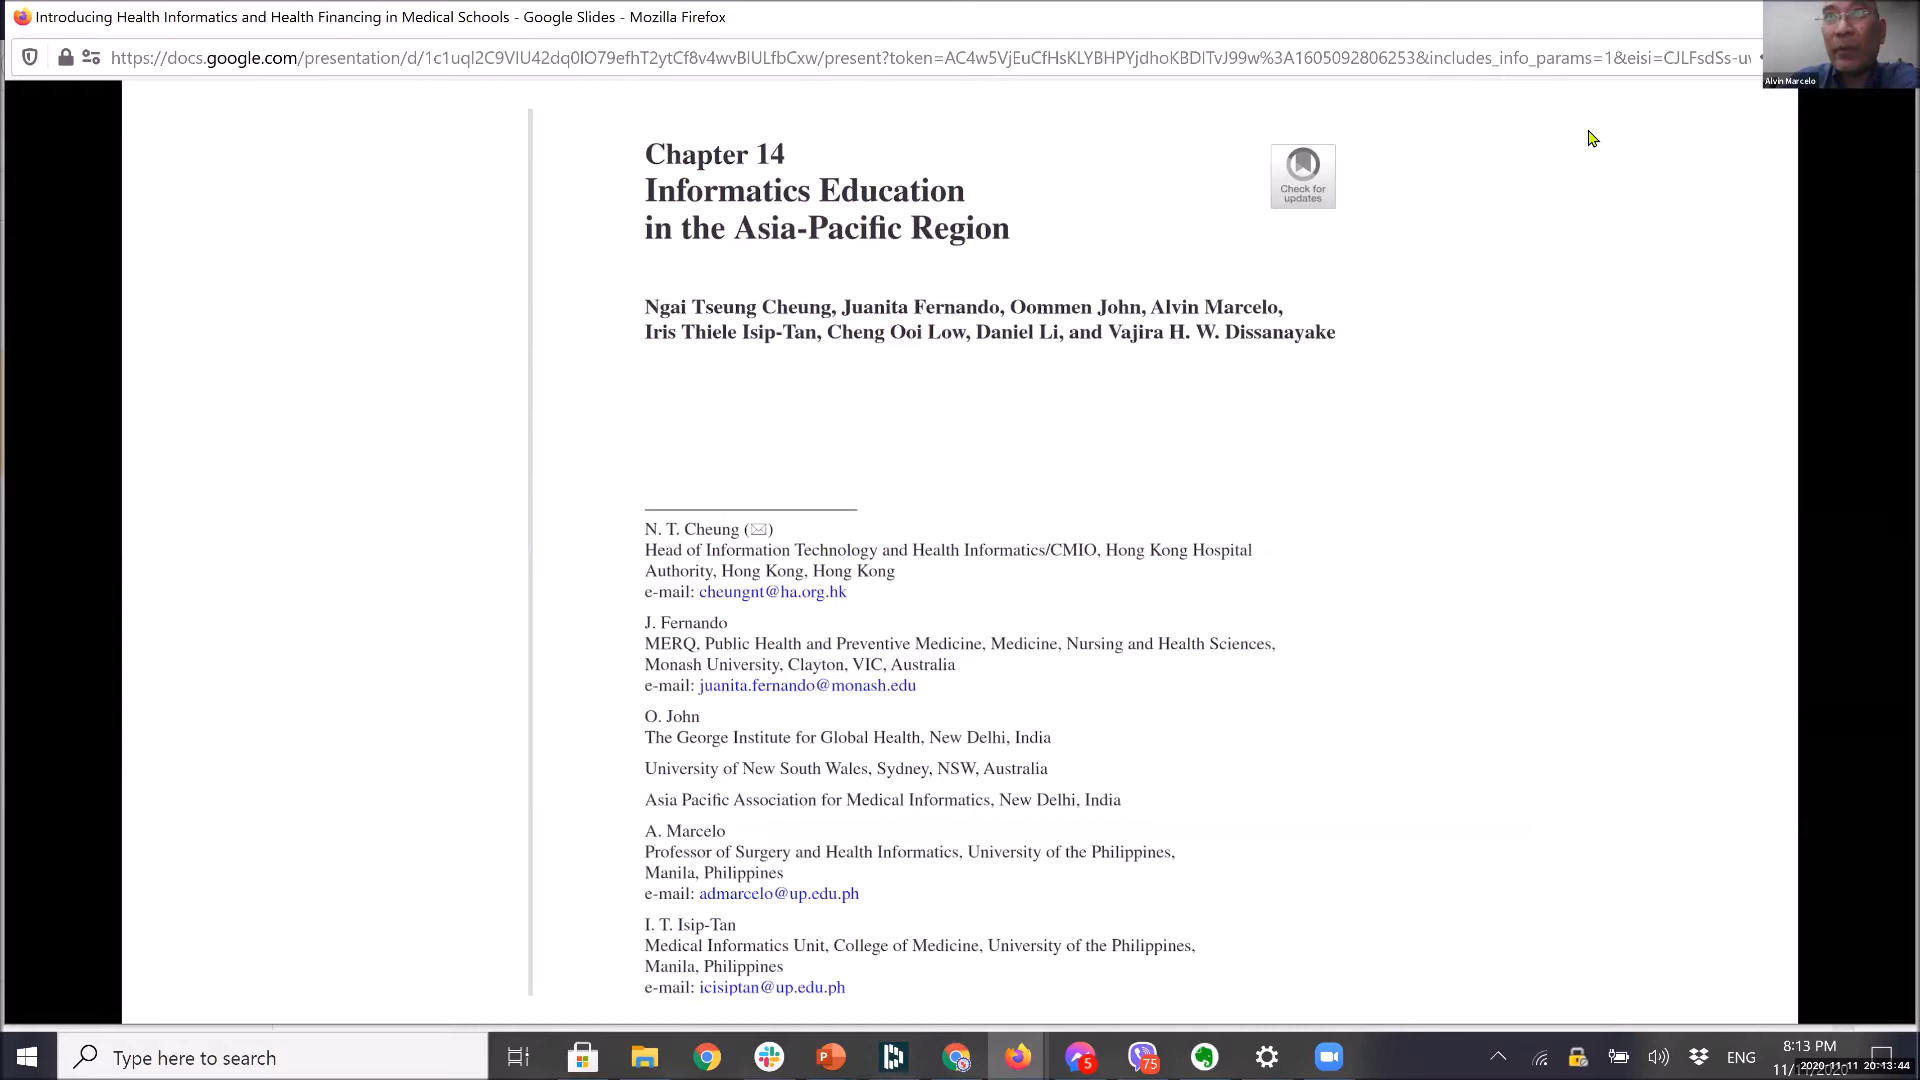 Introducing Health Informatics and Health Financing in Medical Schools - Google Slides - Mozilla Firefox
https://docs.google.com/presentation/d/1c1uql2C9VlU42dq0lO79efhT2ytCf8v4wvBlULfbCxw/present?token=AC4w5VjEuCfHsKLYBHPYjdhoKBDlTvJ99w%3A1605092806253&includes_info_params=1&eisi=CJLFsdSs-uv
Alvin Marcelo
Chapter 14
Informatics Education
in the Asia-Pacific Region
Check for
updates
Ngai Tseung Cheung, Juanita Fernando, Oommen John, Alvin Marcelo,
Iris Thiele Isip-Tan, Cheng Ooi Low, Daniel Li, and Vajira H. W. Dissanayake
N. T. Cheung (✉)
Head of Information Technology and Health Informatics/CMIO, Hong Kong Hospital
Authority, Hong Kong, Hong Kong
e-mail: cheungnt@ha.org.hk
J. Fernando
MERQ, Public Health and Preventive Medicine, Medicine, Nursing and Health Sciences,
Monash University, Clayton, VIC, Australia
e-mail: juanita.fernando@monash.edu
O. John
The George Institute for Global Health, New Delhi, India
University of New South Wales, Sydney, NSW, Australia
Asia Pacific Association for Medical Informatics, New Delhi, India
A. Marcelo
Professor of Surgery and Health Informatics, University of the Philippines,
Manila, Philippines
e-mail: admarcelo@up.edu.ph
I. T. Isip-Tan
Medical Informatics Unit, College of Medicine, University of the Philippines,
Manila, Philippines
e-mail: icisiptan@up.edu.ph
Type here to search
5
75
ENG
8:13 PM
2020-11-11 20:13:44